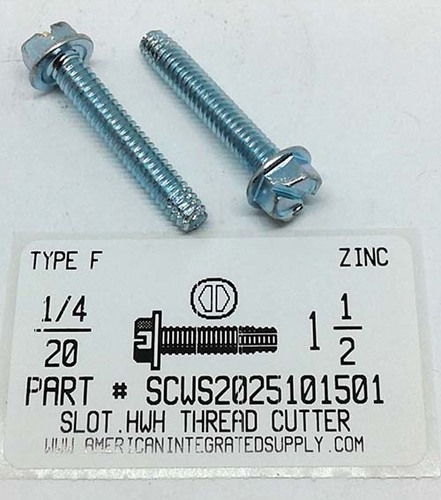 TYPE F ZINC
1/4
20
1 1/2
PART # SCWS2025101501
SLOT.HWH THREAD CUTTER
WWW.AMERICANINTEGRATEDSUPPLY.COM